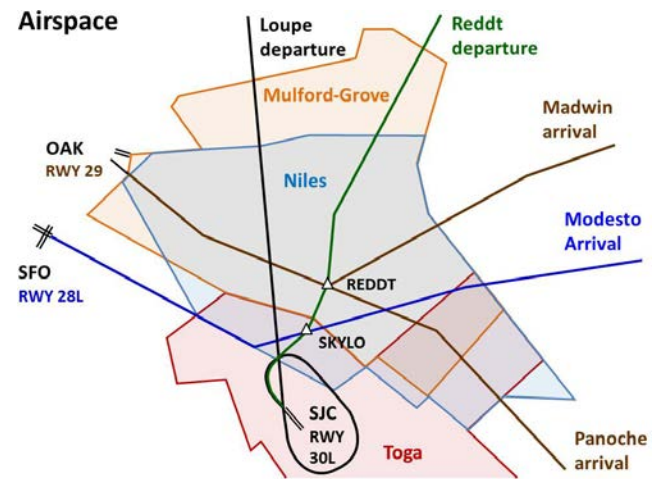 Airspace
Loupe
departure
Reddt
departure
Mulford-Grove
Madwin
arrival
OAK
RWY 29
Niles
Modesto
Arrival
SFO
RWY 28L
REDDT
SKYLO
SJC
RWY
30L
Toga
Panoche
arrival